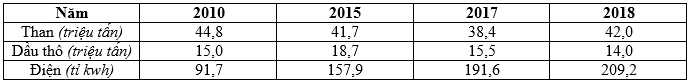 Năm 2010 2015 2017 2018
Than (triệu tấn) 44,8 41,7 38,4 42,0
Dầu thô (triệu tấn) 15,0 18,7 15,5 14,0
Điện (tỉ kwh) 91,7 157,9 191,6 209,2